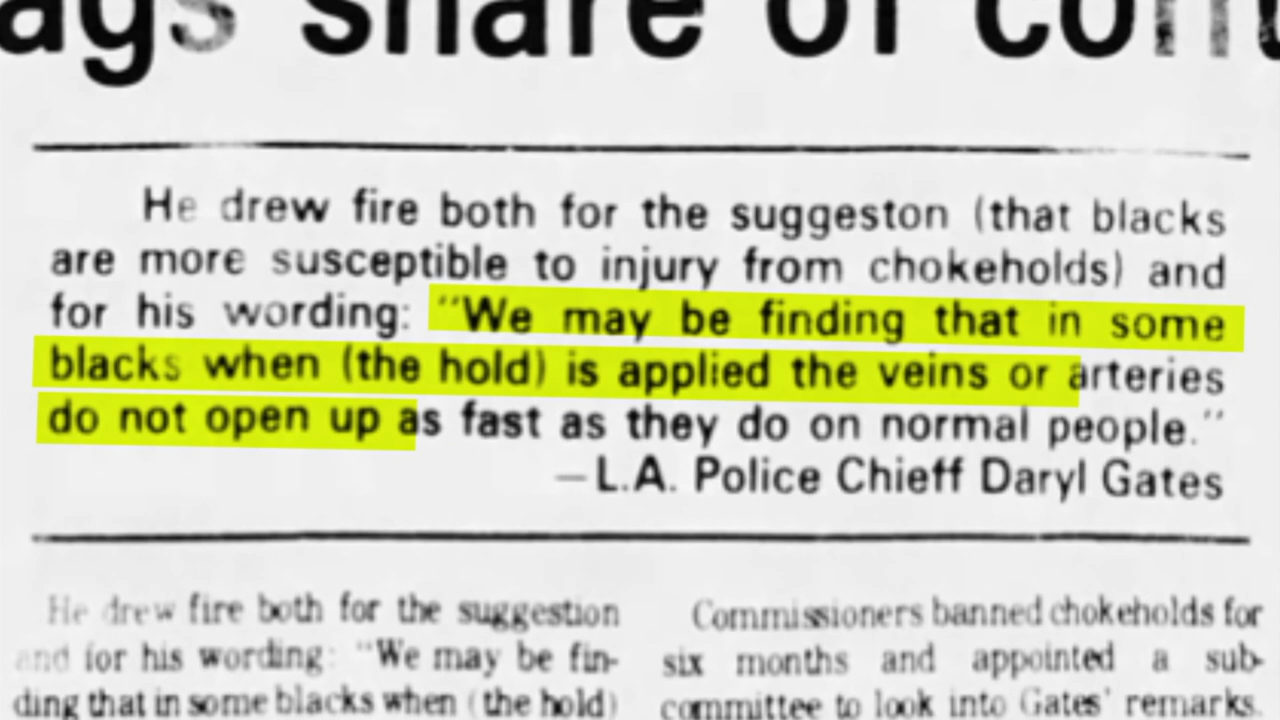 ags share of cont
He drew fire both for the suggeston (that blacks
are more susceptible to injury from chokeholds) and
for his wording: "We may be finding that in some
blacks when (the hold) is applied the veins or arteries
do not open up as fast as they do on normal people."
—L.A. Police Chieff Daryl Gates
He drew fire both for the suggestion
and for his wording: "We may be fin-
ding that in some blacks when (the hold)
Commissioners banned chokeholds for
six months and appointed a sub-
committee to look into Gates' remarks.